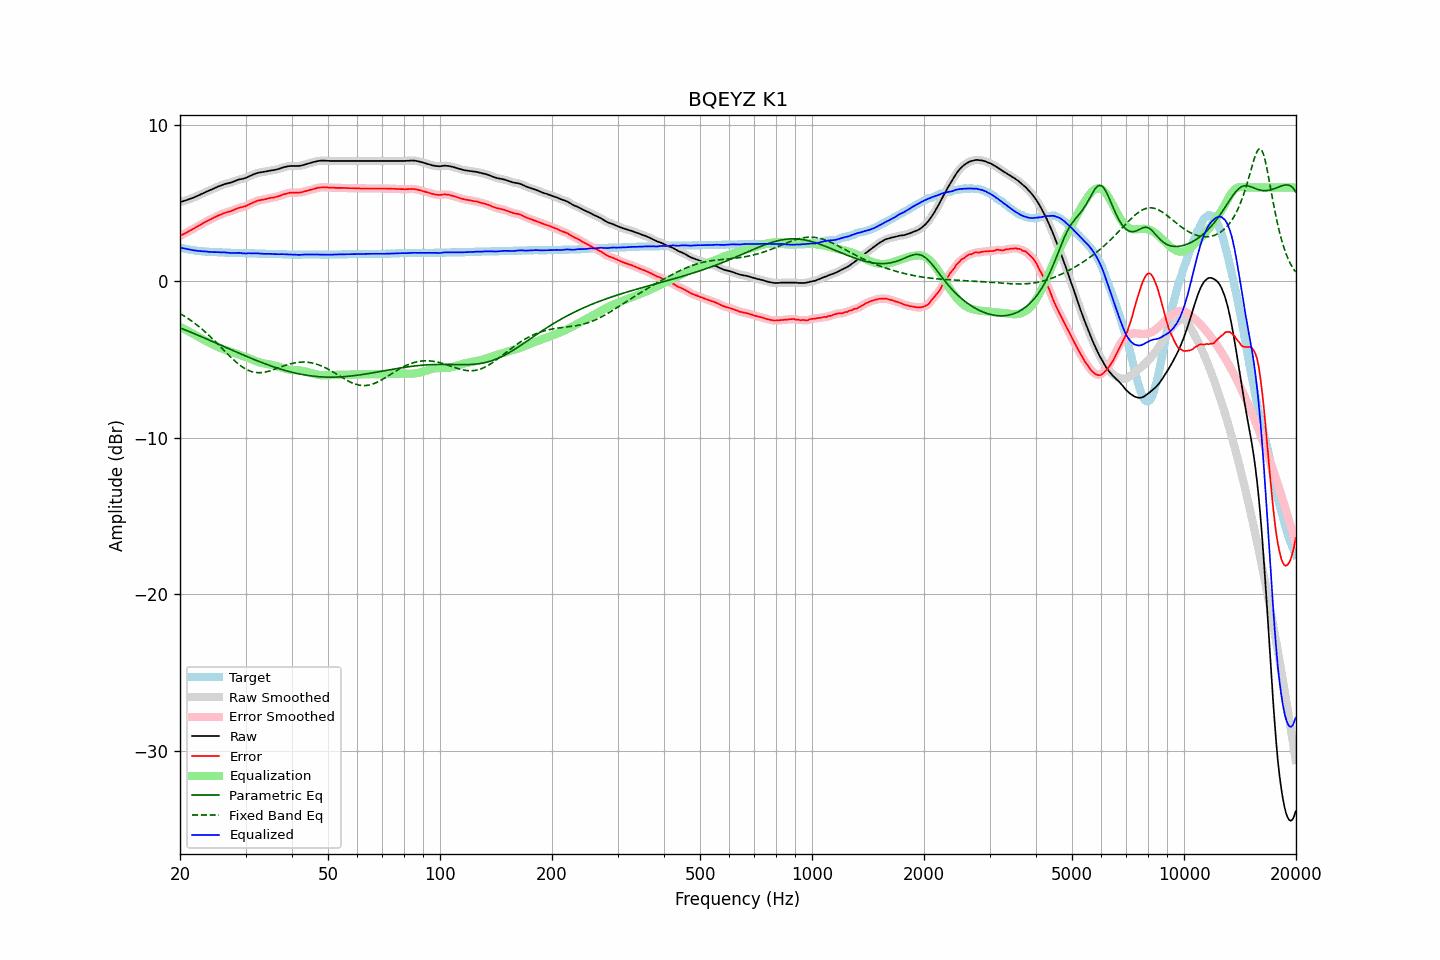 BQEYZ K1
10
0
−10
−20
−30
Amplitude (dBr)
Target
Raw Smoothed
Error Smoothed
Raw
Error
Equalization
Parametric Eq
Fixed Band Eq
Equalized
20 50 100 200 500 1000 2000 5000 10000 20000
Frequency (Hz)